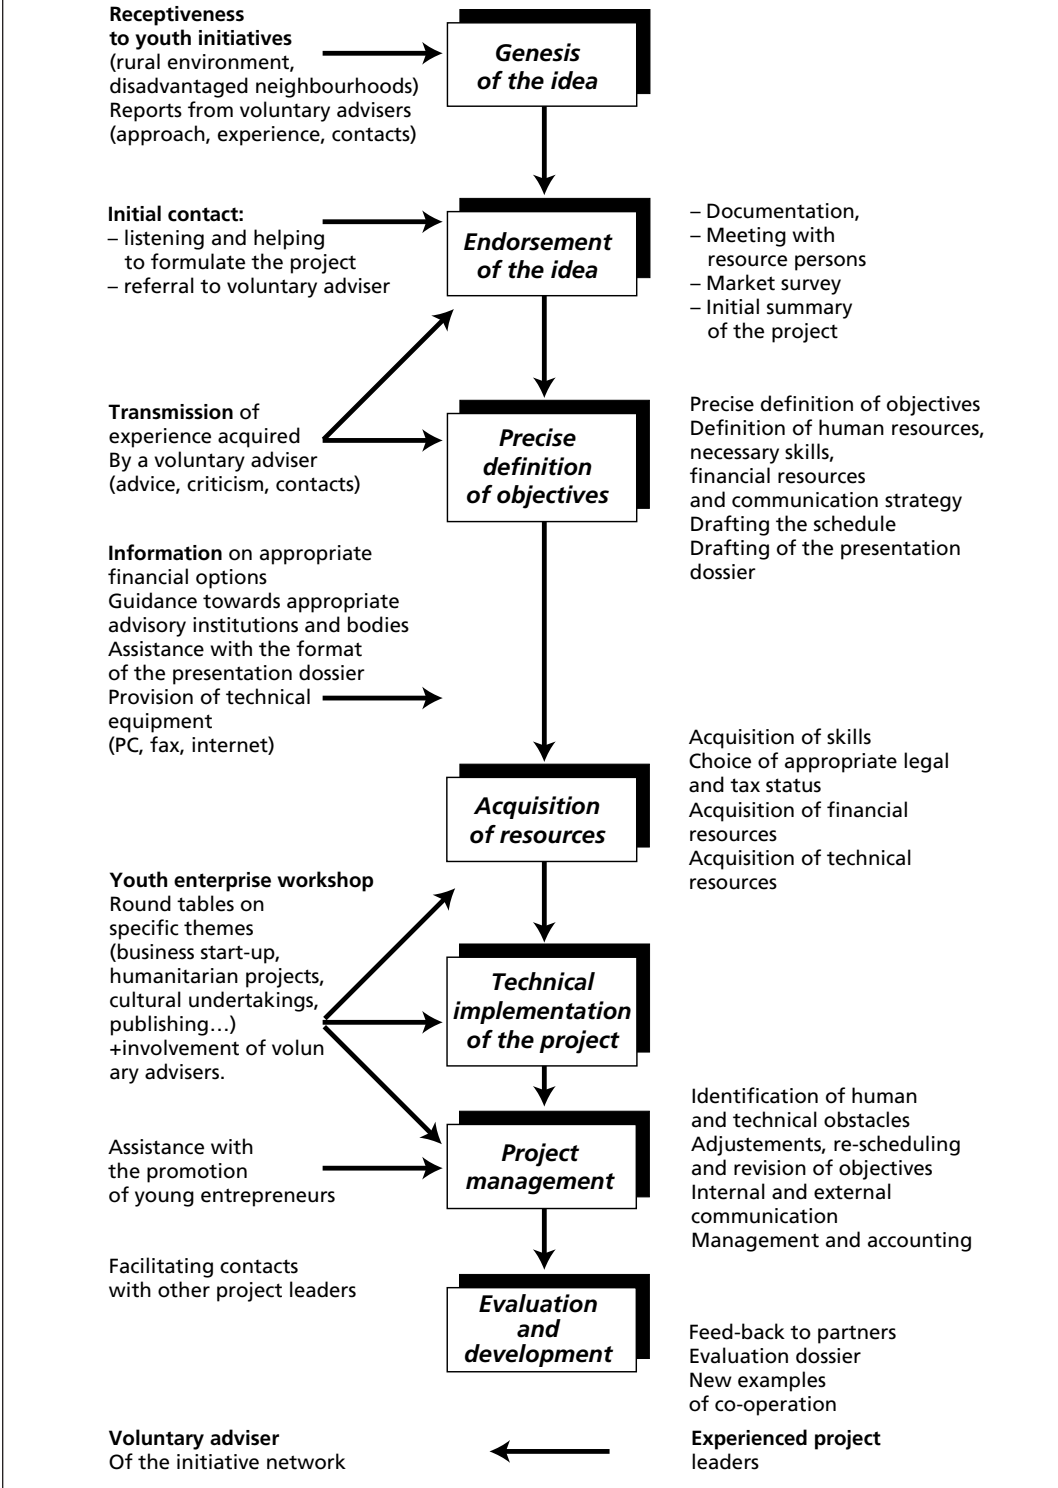 Receptiveness
to youth initiatives
(rural environment,
disadvantaged neighbourhoods)
Reports from voluntary advisers
(approach, experience, contacts)
Genesis
of the idea
Initial contact:
– listening and helping
to formulate the project
– referral to voluntary adviser
Endorsement
of the idea
– Documentation,
– Meeting with
resource persons
– Market survey
– Initial summary
of the project
Transmission of
experience acquired
By a voluntary adviser
(advice, criticism, contacts)
Precise
definition
of objectives
Precise definition of objectives
Definition of human resources,
necessary skills,
financial resources
and communication strategy
Drafting the schedule
Drafting of the presentation
dossier
Information on appropriate
financial options
Guidance towards appropriate
advisory institutions and bodies
Assistance with the format
of the presentation dossier
Provision of technical
equipment
(PC, fax, internet)
Acquisition
of resources
Acquisition of skills
Choice of appropriate legal
and tax status
Acquisition of financial
resources
Acquisition of technical
resources
Youth enterprise workshop
Round tables on
specific themes
(business start-up,
humanitarian projects,
cultural undertakings,
publishing…)
+involvement of volun
ary advisers.
Technical
implementation
of the project
Assistance with
the promotion
of young entrepreneurs
Project
management
Identification of human
and technical obstacles
Adjustements, re-scheduling
and revision of objectives
Internal and external
communication
Management and accounting
Facilitating contacts
with other project leaders
Evaluation
and
development
Feed-back to partners
Evaluation dossier
New examples
of co-operation
Voluntary adviser
Of the initiative network
Experienced project
leaders